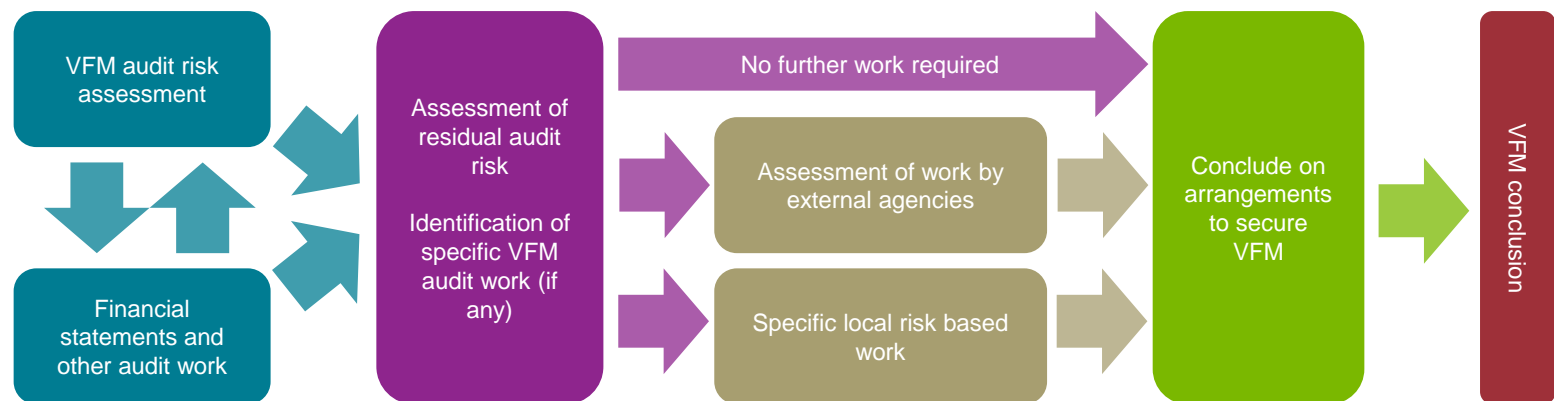 VFM audit risk
assessment
Financial
statements and
other audit work
Assessment of
residual audit
risk
Identification of
specific VFM
audit work (if
any)
No further work required
Assessment of work by
external agencies
Specific local risk based
work
Conclude on
arrangements
to secure
VFM
VFM conclusion